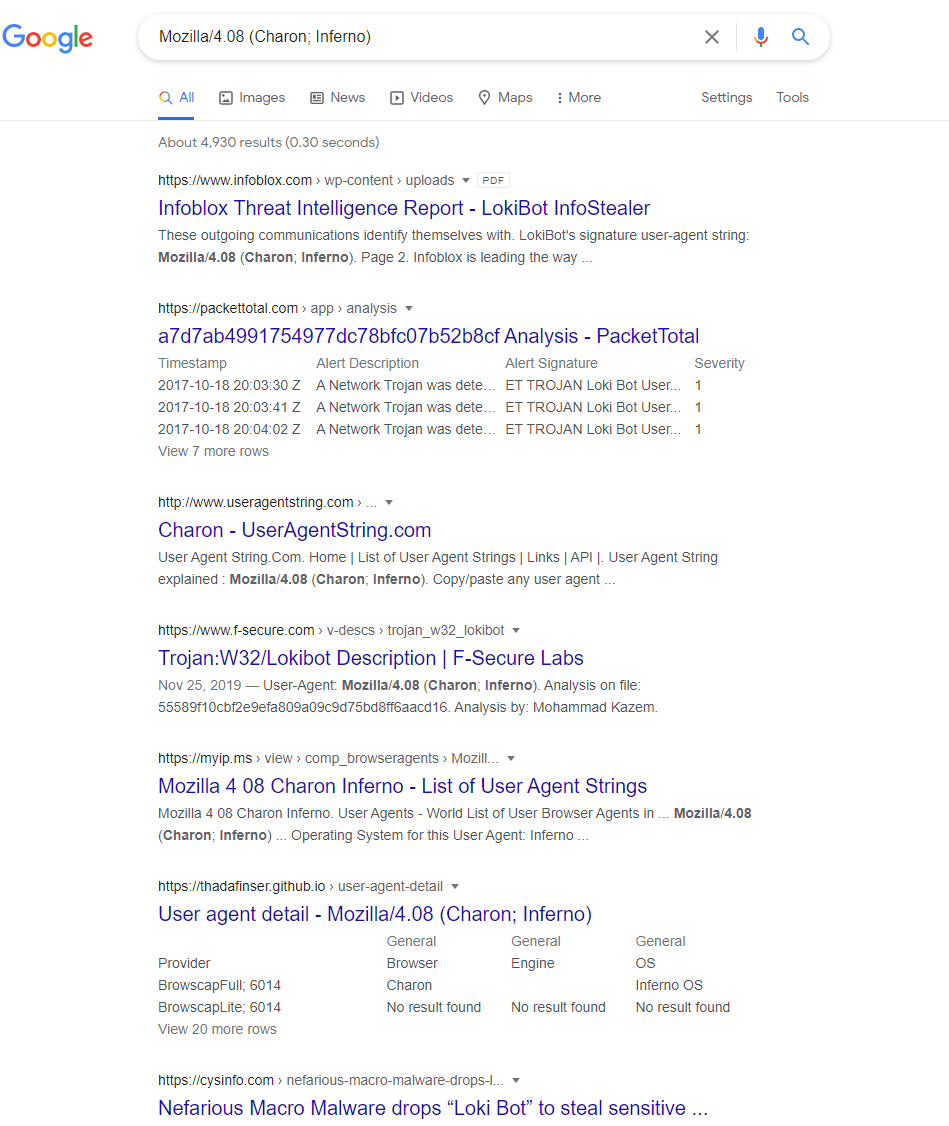 Google
Mozilla/4.08 (Charon; Inferno)
All Images News Videos Maps More Settings Tools
About 4,930 results (0.30 seconds)
https://www.infoblox.com › wp-content › uploads PDF
Infoblox Threat Intelligence Report - LokiBot InfoStealer
These outgoing communications identify themselves with. LokiBot's signature user-agent string:
Mozilla/4.08 (Charon; Inferno). Page 2. Infoblox is leading the way ...
https://packettotal.com › app › analysis
a7d7ab4991754977dc78bfc07b52b8cf Analysis - PacketTotal
Timestamp Alert Description Alert Signature Severity
2017-10-18 20:03:30 Z A Network Trojan was dete... ET TROJAN Loki Bot User... 1
2017-10-18 20:03:41 Z A Network Trojan was dete... ET TROJAN Loki Bot User... 1
2017-10-18 20:04:02 Z A Network Trojan was dete... ET TROJAN Loki Bot User... 1
View 7 more rows
http://www.useragentstring.com › ...
Charon - UserAgentString.com
User Agent String.Com. Home | List of User Agent Strings | Links | API |. User Agent String
explained : Mozilla/4.08 (Charon; Inferno). Copy/paste any user agent ...
https://www.f-secure.com › v-descs › trojan_w32_lokibot
Trojan:W32/Lokibot Description | F-Secure Labs
Nov 25, 2019 — User-Agent: Mozilla/4.08 (Charon; Inferno). Analysis on file:
55589f10cbf2e9efa809a09c9d75bd8ff6aacd16. Analysis by: Mohammad Kazem.
https://myip.ms › view › comp_browseragents › Mozill...
Mozilla 4 08 Charon Inferno - List of User Agent Strings
Mozilla 4 08 Charon Inferno. User Agents - World List of User Browser Agents in ... Mozilla/4.08
(Charon; Inferno) ... Operating System for this User Agent: Inferno ...
https://thadafinser.github.io › user-agent-detail
User agent detail - Mozilla/4.08 (Charon; Inferno)
General General General
Provider Browser Engine OS
BrowscapFull; 6014 Charon Inferno OS
BrowscapLite; 6014 No result found No result found No result found
View 20 more rows
https://cysinfo.com › nefarious-macro-malware-drops-l...
Nefarious Macro Malware drops “Loki Bot” to steal sensitive ...